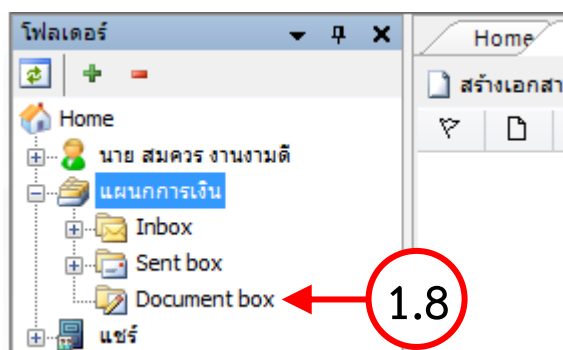 โฟลเดอร์
Home
สร้างเอกสา
Home
นาย สมควร งานงามดี
แผนกการเงิน
Inbox
Sent box
Document box
1.8
แชร์